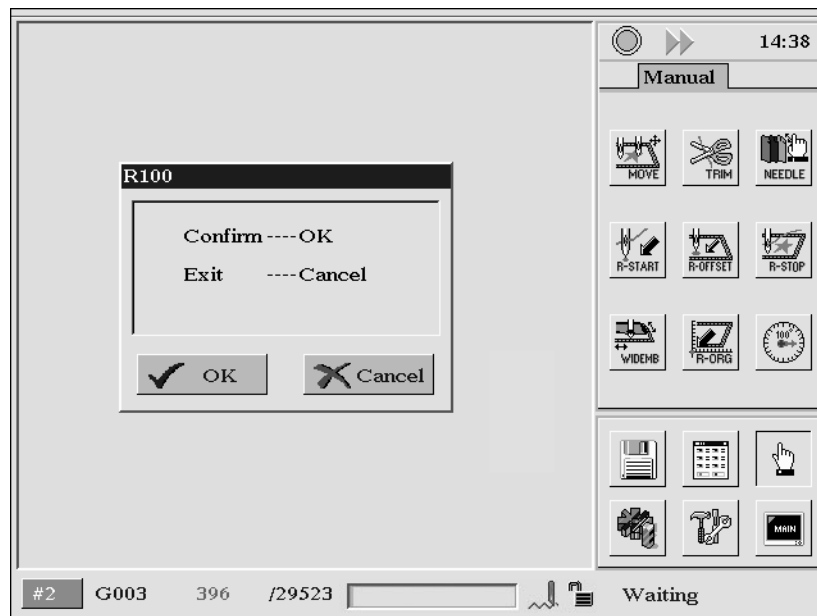 14:38
Manual
MOVE
TRIM
NEEDLE
R100
Confirm ----OK
Exit ----Cancel
R-START
R-OFFSET
R-STOP
OK
Cancel
WIDEMB
R-ORG
100°
MAIN
#2 G003 396 /29523 Waiting